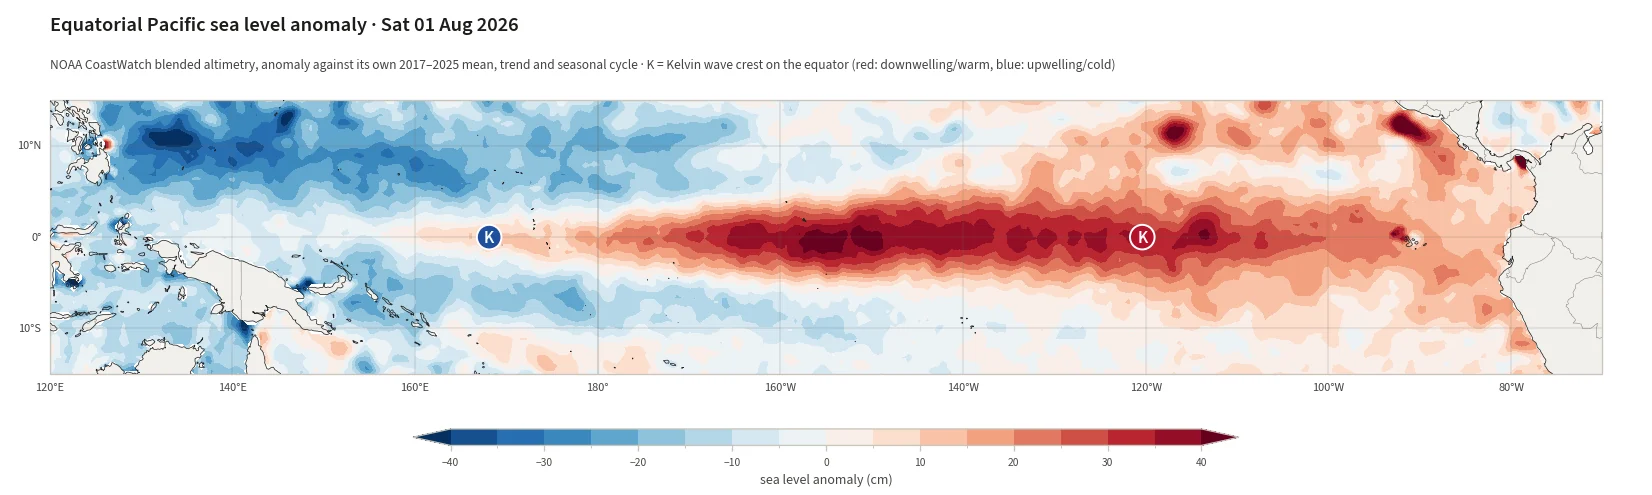 Equatorial Pacific sea level anomaly · Sat 01 Aug 2026
NOAA CoastWatch blended altimetry, anomaly against its own 2017–2025 mean, trend and seasonal cycle · K = Kelvin wave crest on the equator (red: downwelling/warm, blue: upwelling/cold)
10°N
0°
K K
10°S
120°E 140°E 160°E 180° 160°W 140°W 120°W 100°W 80°W
−40 −30 −20 −10 0 10 20 30 40
sea level anomaly (cm)